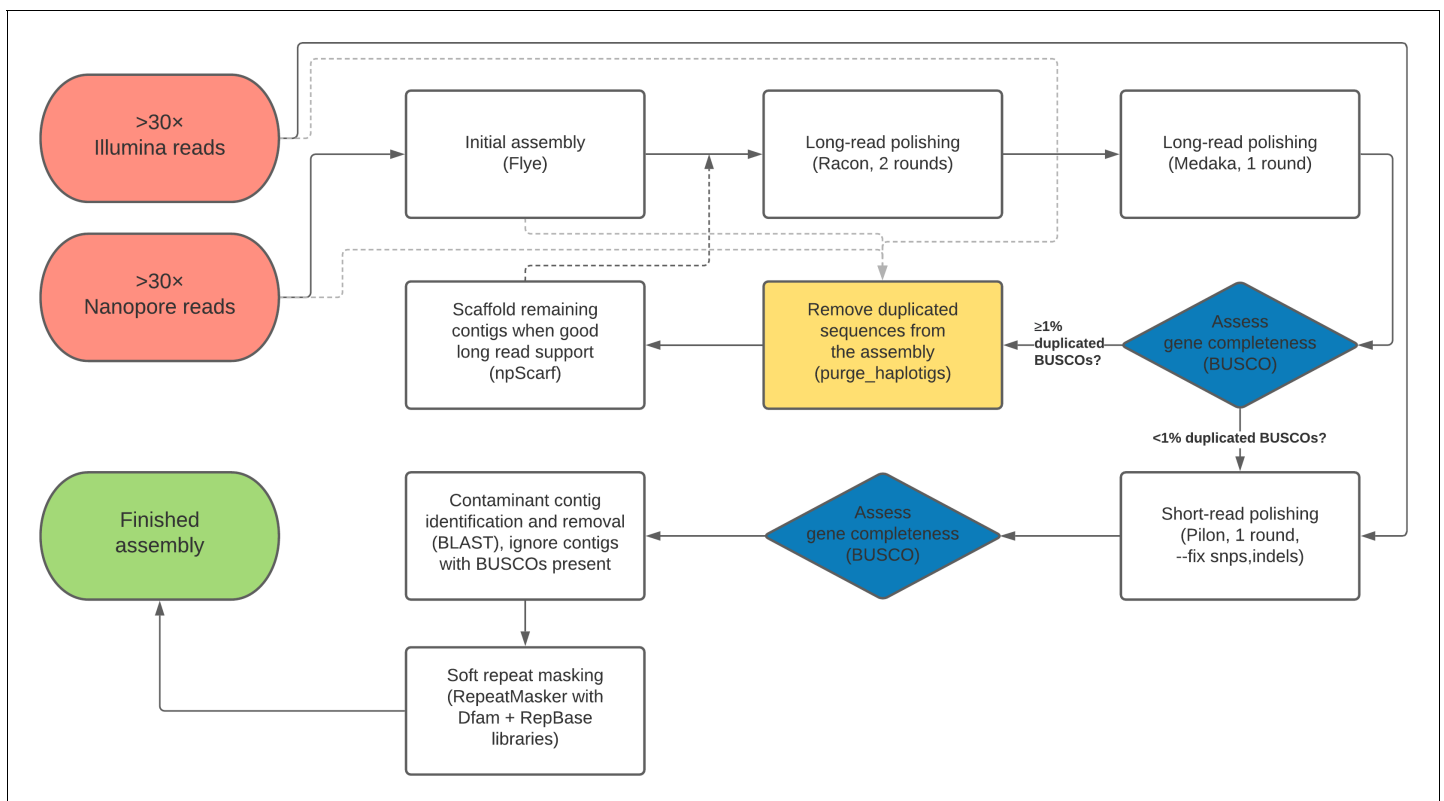 >30×
Illumina reads
Initial assembly
(Flye)
Long-read polishing
(Racon, 2 rounds)
Long-read polishing
(Medaka, 1 round)
>30×
Nanopore reads
Scaffold remaining
contigs when good
long read support
(npScarf)
Remove duplicated
sequences from
the assembly
(purge_haplotigs)
≥1%
duplicated
BUSCOs?
Assess
gene completeness
(BUSCO)
<1% duplicated BUSCOs?
Finished
assembly
Contaminant contig
identification and removal
(BLAST), ignore contigs
with BUSCOs present
Assess
gene completeness
(BUSCO)
Short-read polishing
(Pilon, 1 round,
--fix snps,indels)
Soft repeat masking
(RepeatMasker with
Dfam + RepBase
libraries)